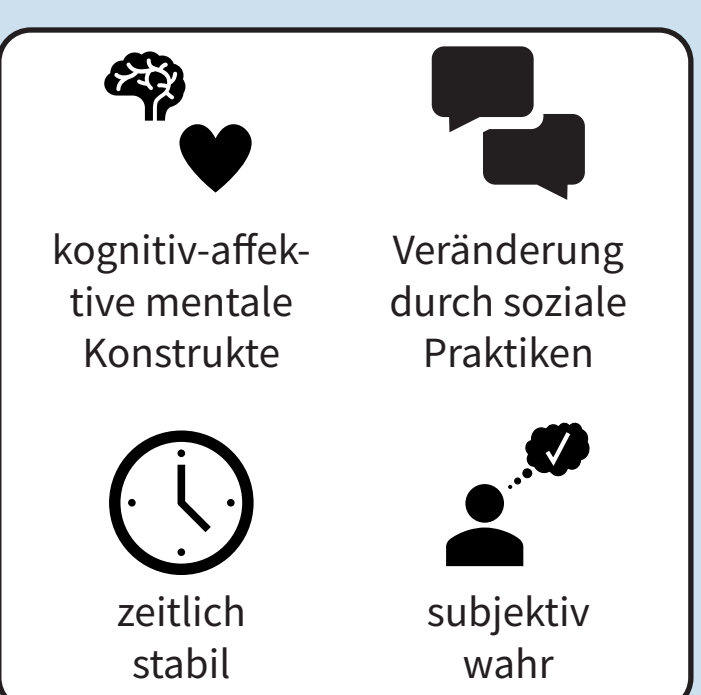 kognitiv-affek-
tive mentale
Konstrukte
Veränderung
durch soziale
Praktiken
zeitlich
stabil
subjektiv
wahr